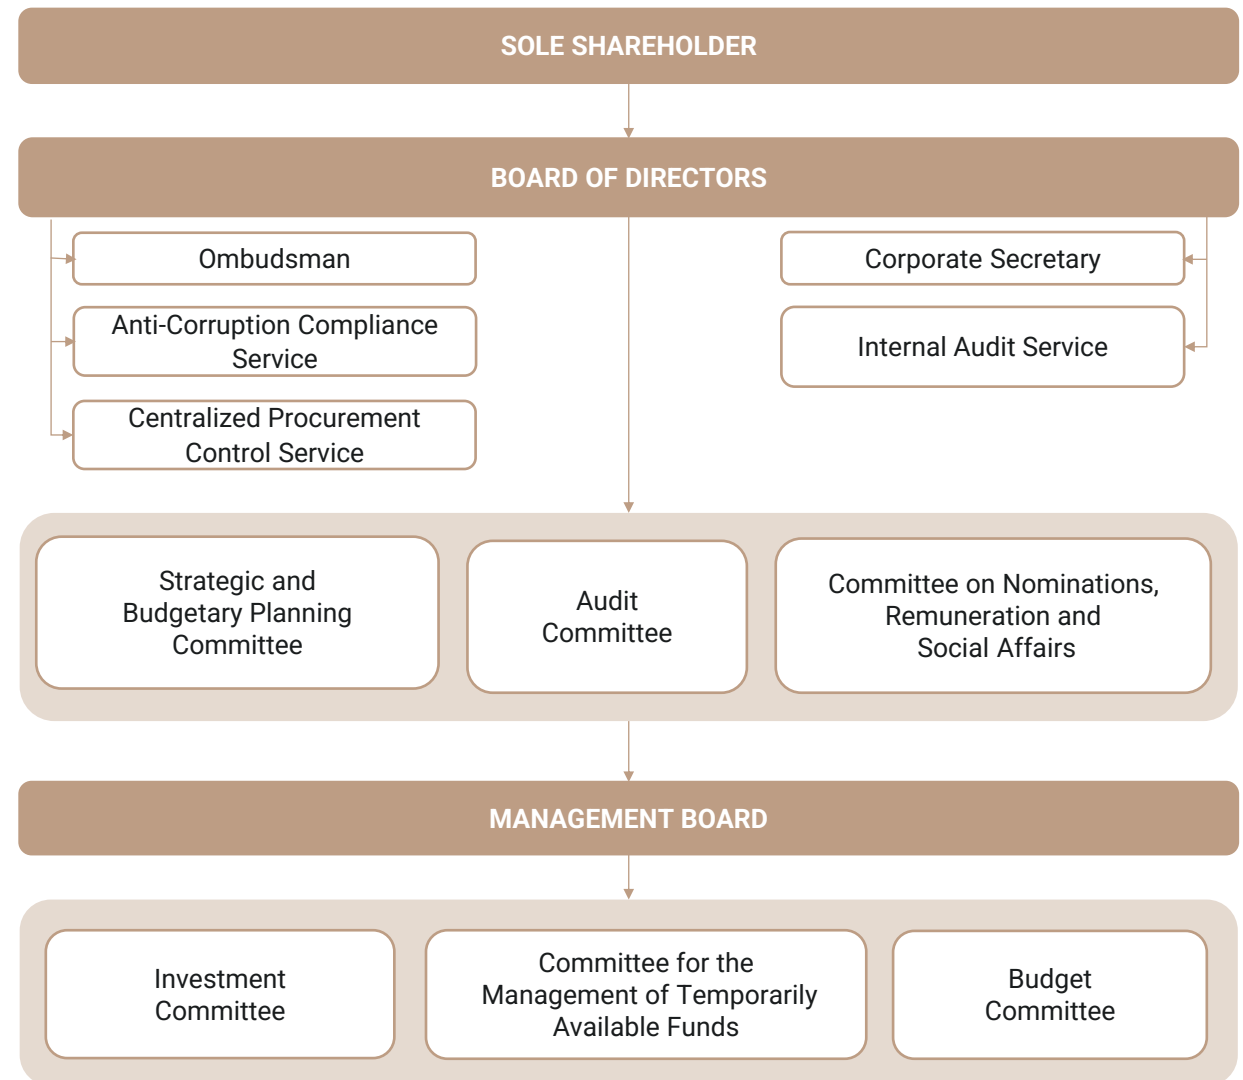 SOLE SHAREHOLDER
BOARD OF DIRECTORS
Ombudsman
Anti-Corruption Compliance
Service
Centralized Procurement
Control Service
Corporate Secretary
Internal Audit Service
Strategic and
Budgetary Planning
Committee
Audit
Committee
Committee on Nominations,
Remuneration and
Social Affairs
MANAGEMENT BOARD
Investment
Committee
Committee for the
Management of Temporarily
Available Funds
Budget
Committee